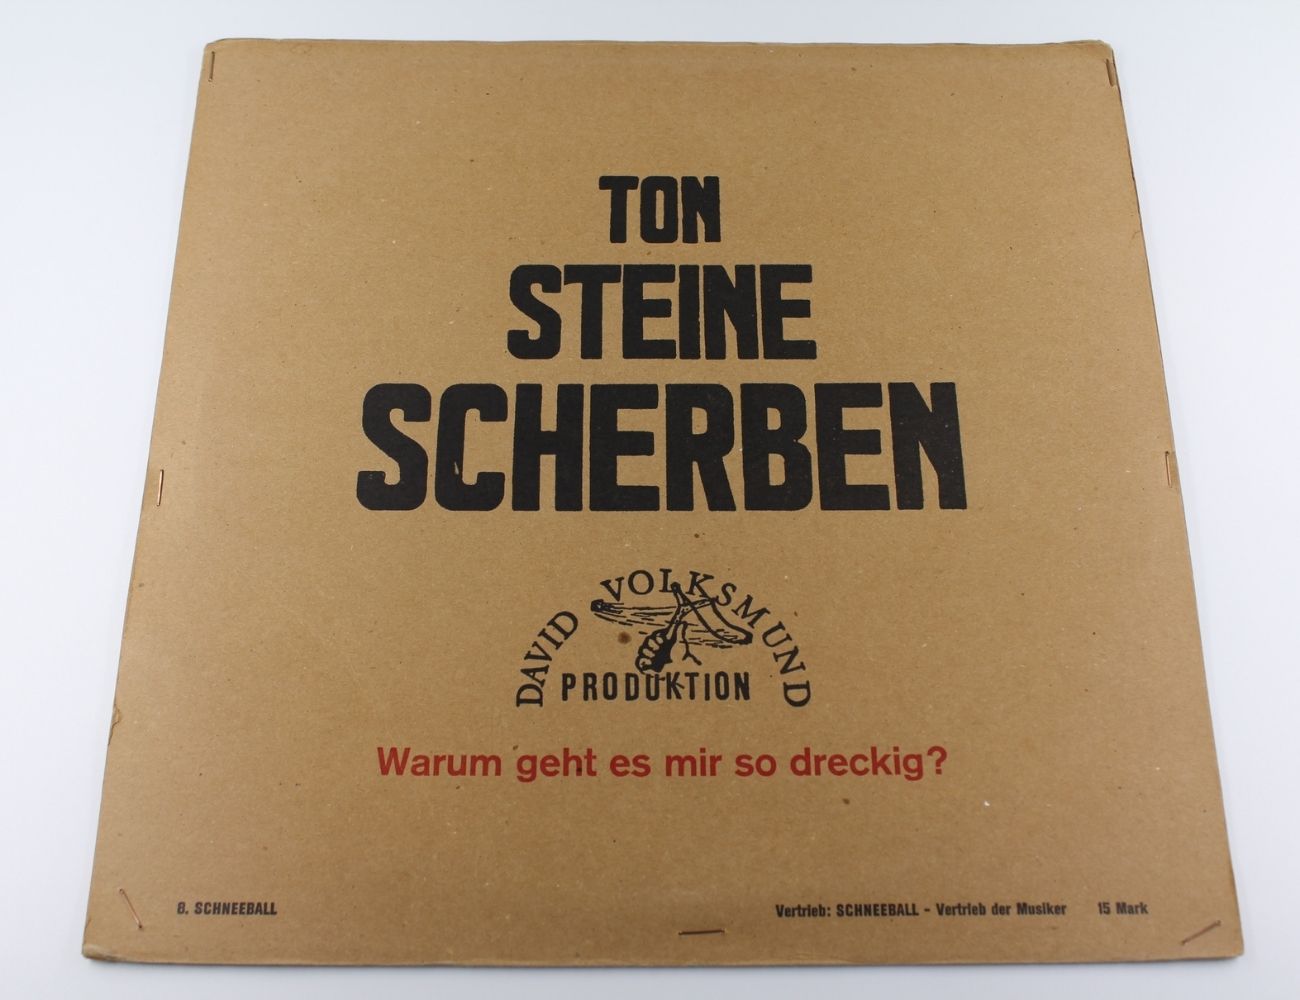 TON
STEINE
SCHERBEN
DAVID VOLKSMUND
PRODUKTION
Warum geht es mir so dreckig?
8. SCHNEEBALL
Vertrieb: SCHNEEBALL - Vertrieb der Musiker 15 Mark